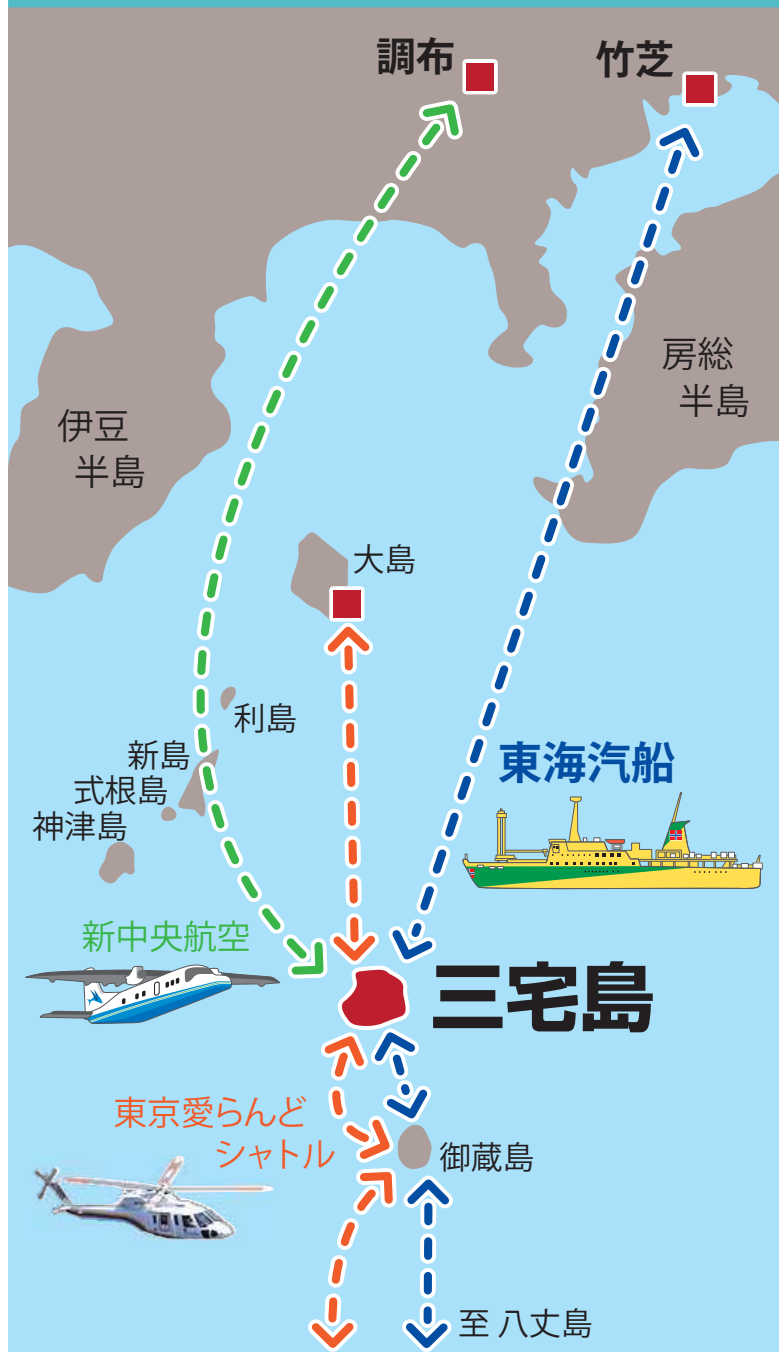 調布
竹芝
房総
半島
伊豆
半島
大島
利島
新島
式根島
神津島
東海汽船
新中央航空
三宅島
東京愛らんど
シャトル
御蔵島
至 八丈島